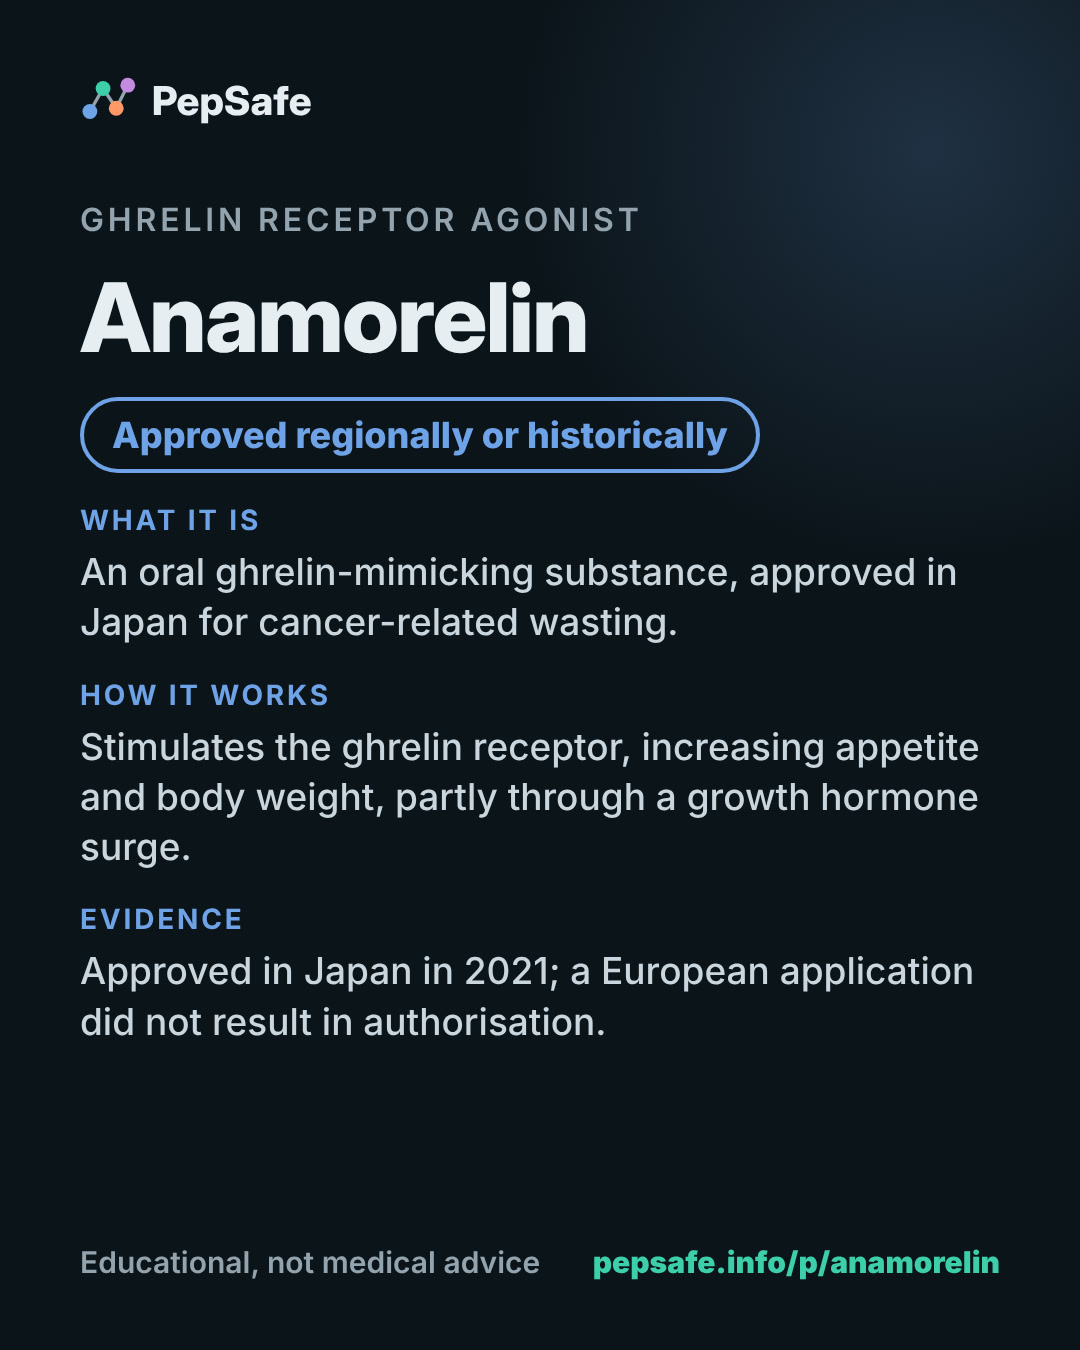 PepSafe
GHRELIN RECEPTOR AGONIST
Anamorelin
Approved regionally or historically
WHAT IT IS
An oral ghrelin-mimicking substance, approved in
Japan for cancer-related wasting.
HOW IT WORKS
Stimulates the ghrelin receptor, increasing appetite
and body weight, partly through a growth hormone
surge.
EVIDENCE
Approved in Japan in 2021; a European application
did not result in authorisation.
Educational, not medical advice
pepsafe.info/p/anamorelin